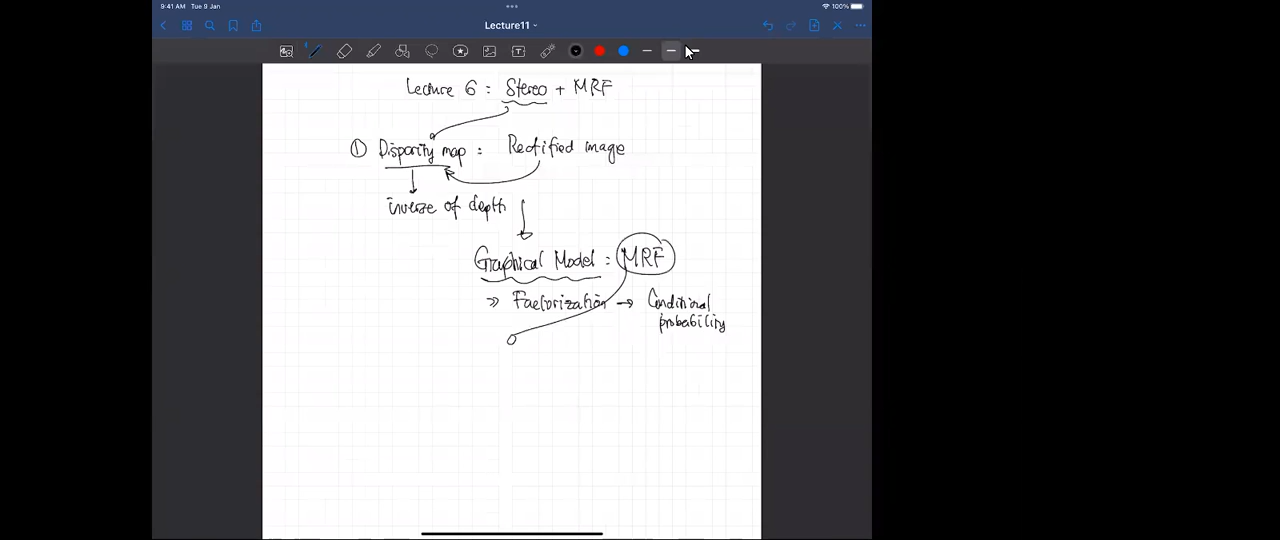 9:41 AM Tue 9 Jan
100%
Lecture11
Lecture 6 : Stereo + MRF
① Disparity map : Rectified image
inverse of depth
Graphical Model : MRF
» Factorization → Conditional
probability